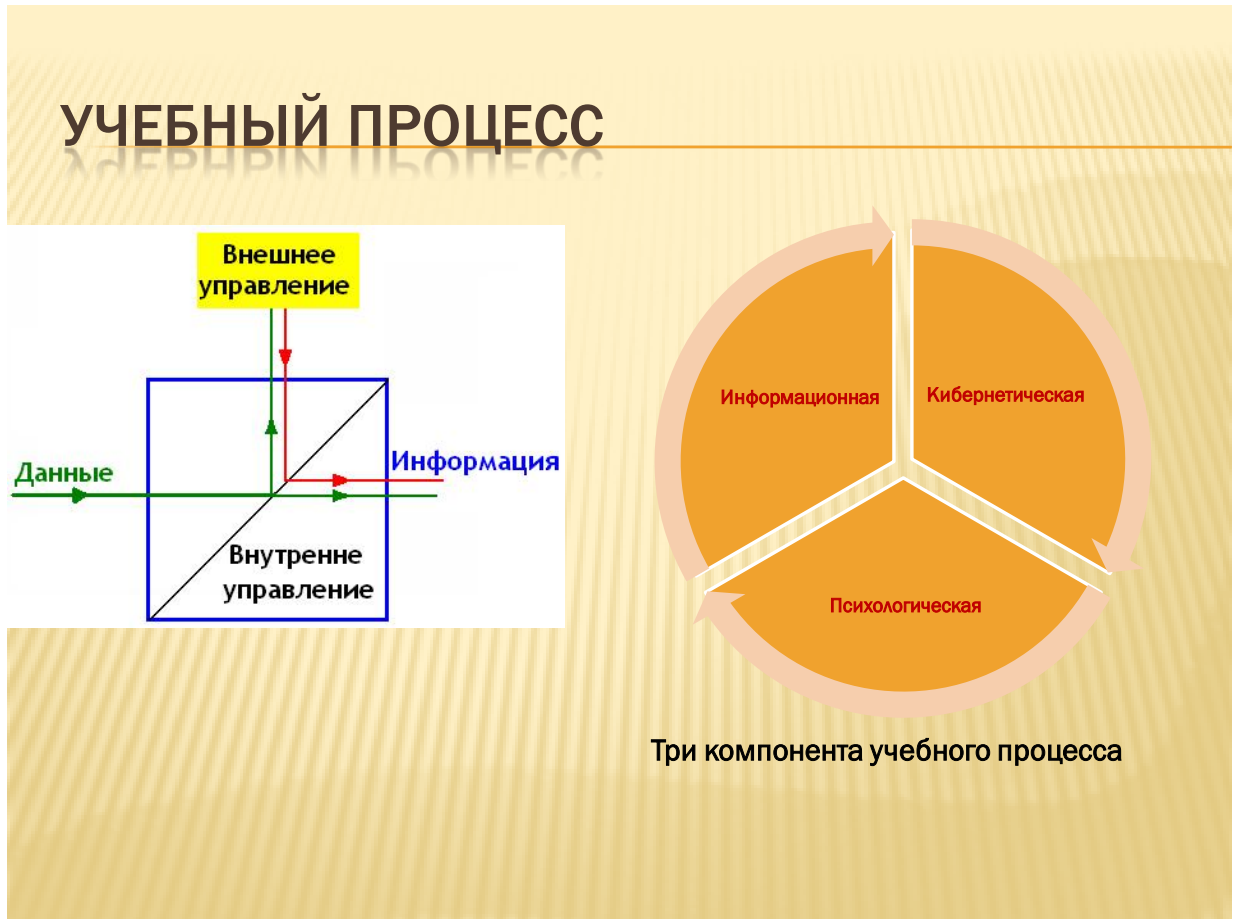 УЧЕБНЫЙ ПРОЦЕСС
Внешнее
управление
Данные
Информация
Внутренне
управление
Информационная
Кибернетическая
Психологическая
Три компонента учебного процесса